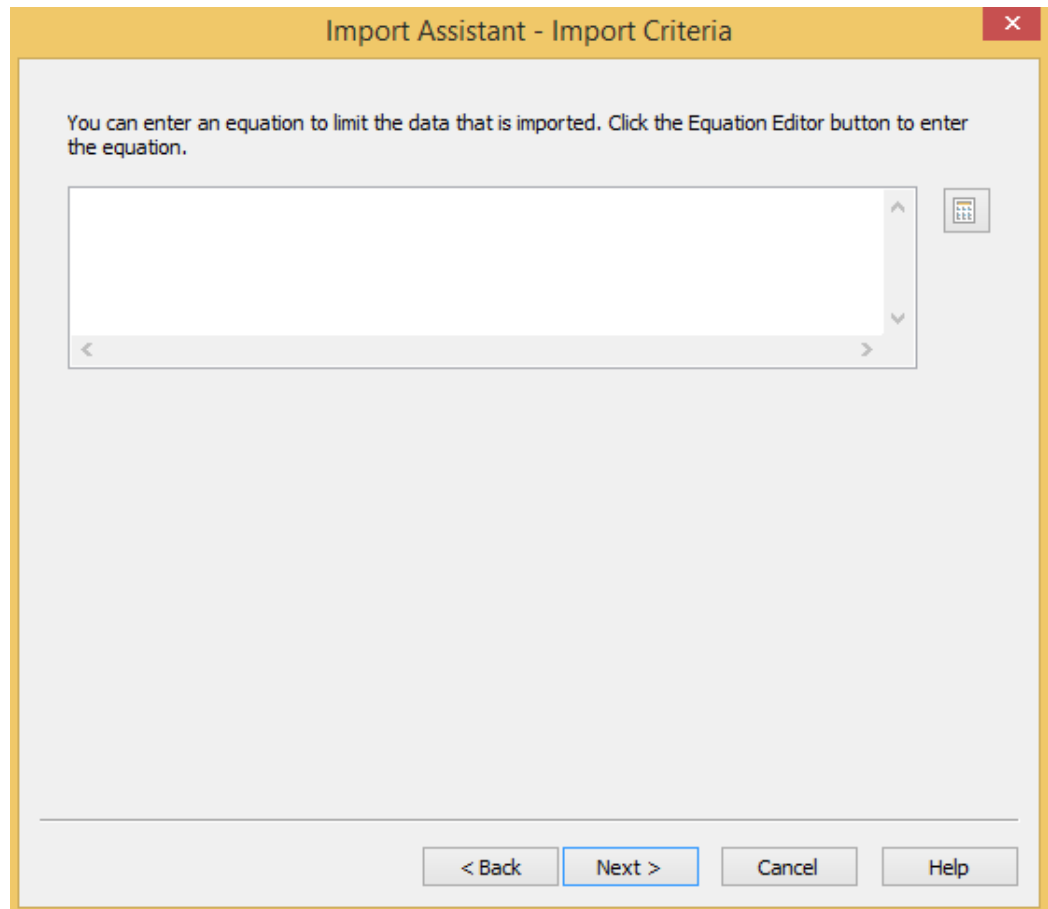 Import Assistant - Import Criteria
You can enter an equation to limit the data that is imported. Click the Equation Editor button to enter
the equation.
< Back Next > Cancel Help